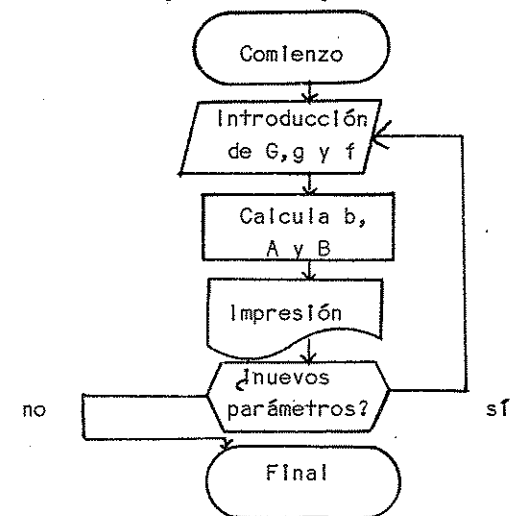 Comienzo
Introducción
de G,g y f
Calcula b,
A y B
Impresión
¿nuevos
parámetros?
no
sí
Final